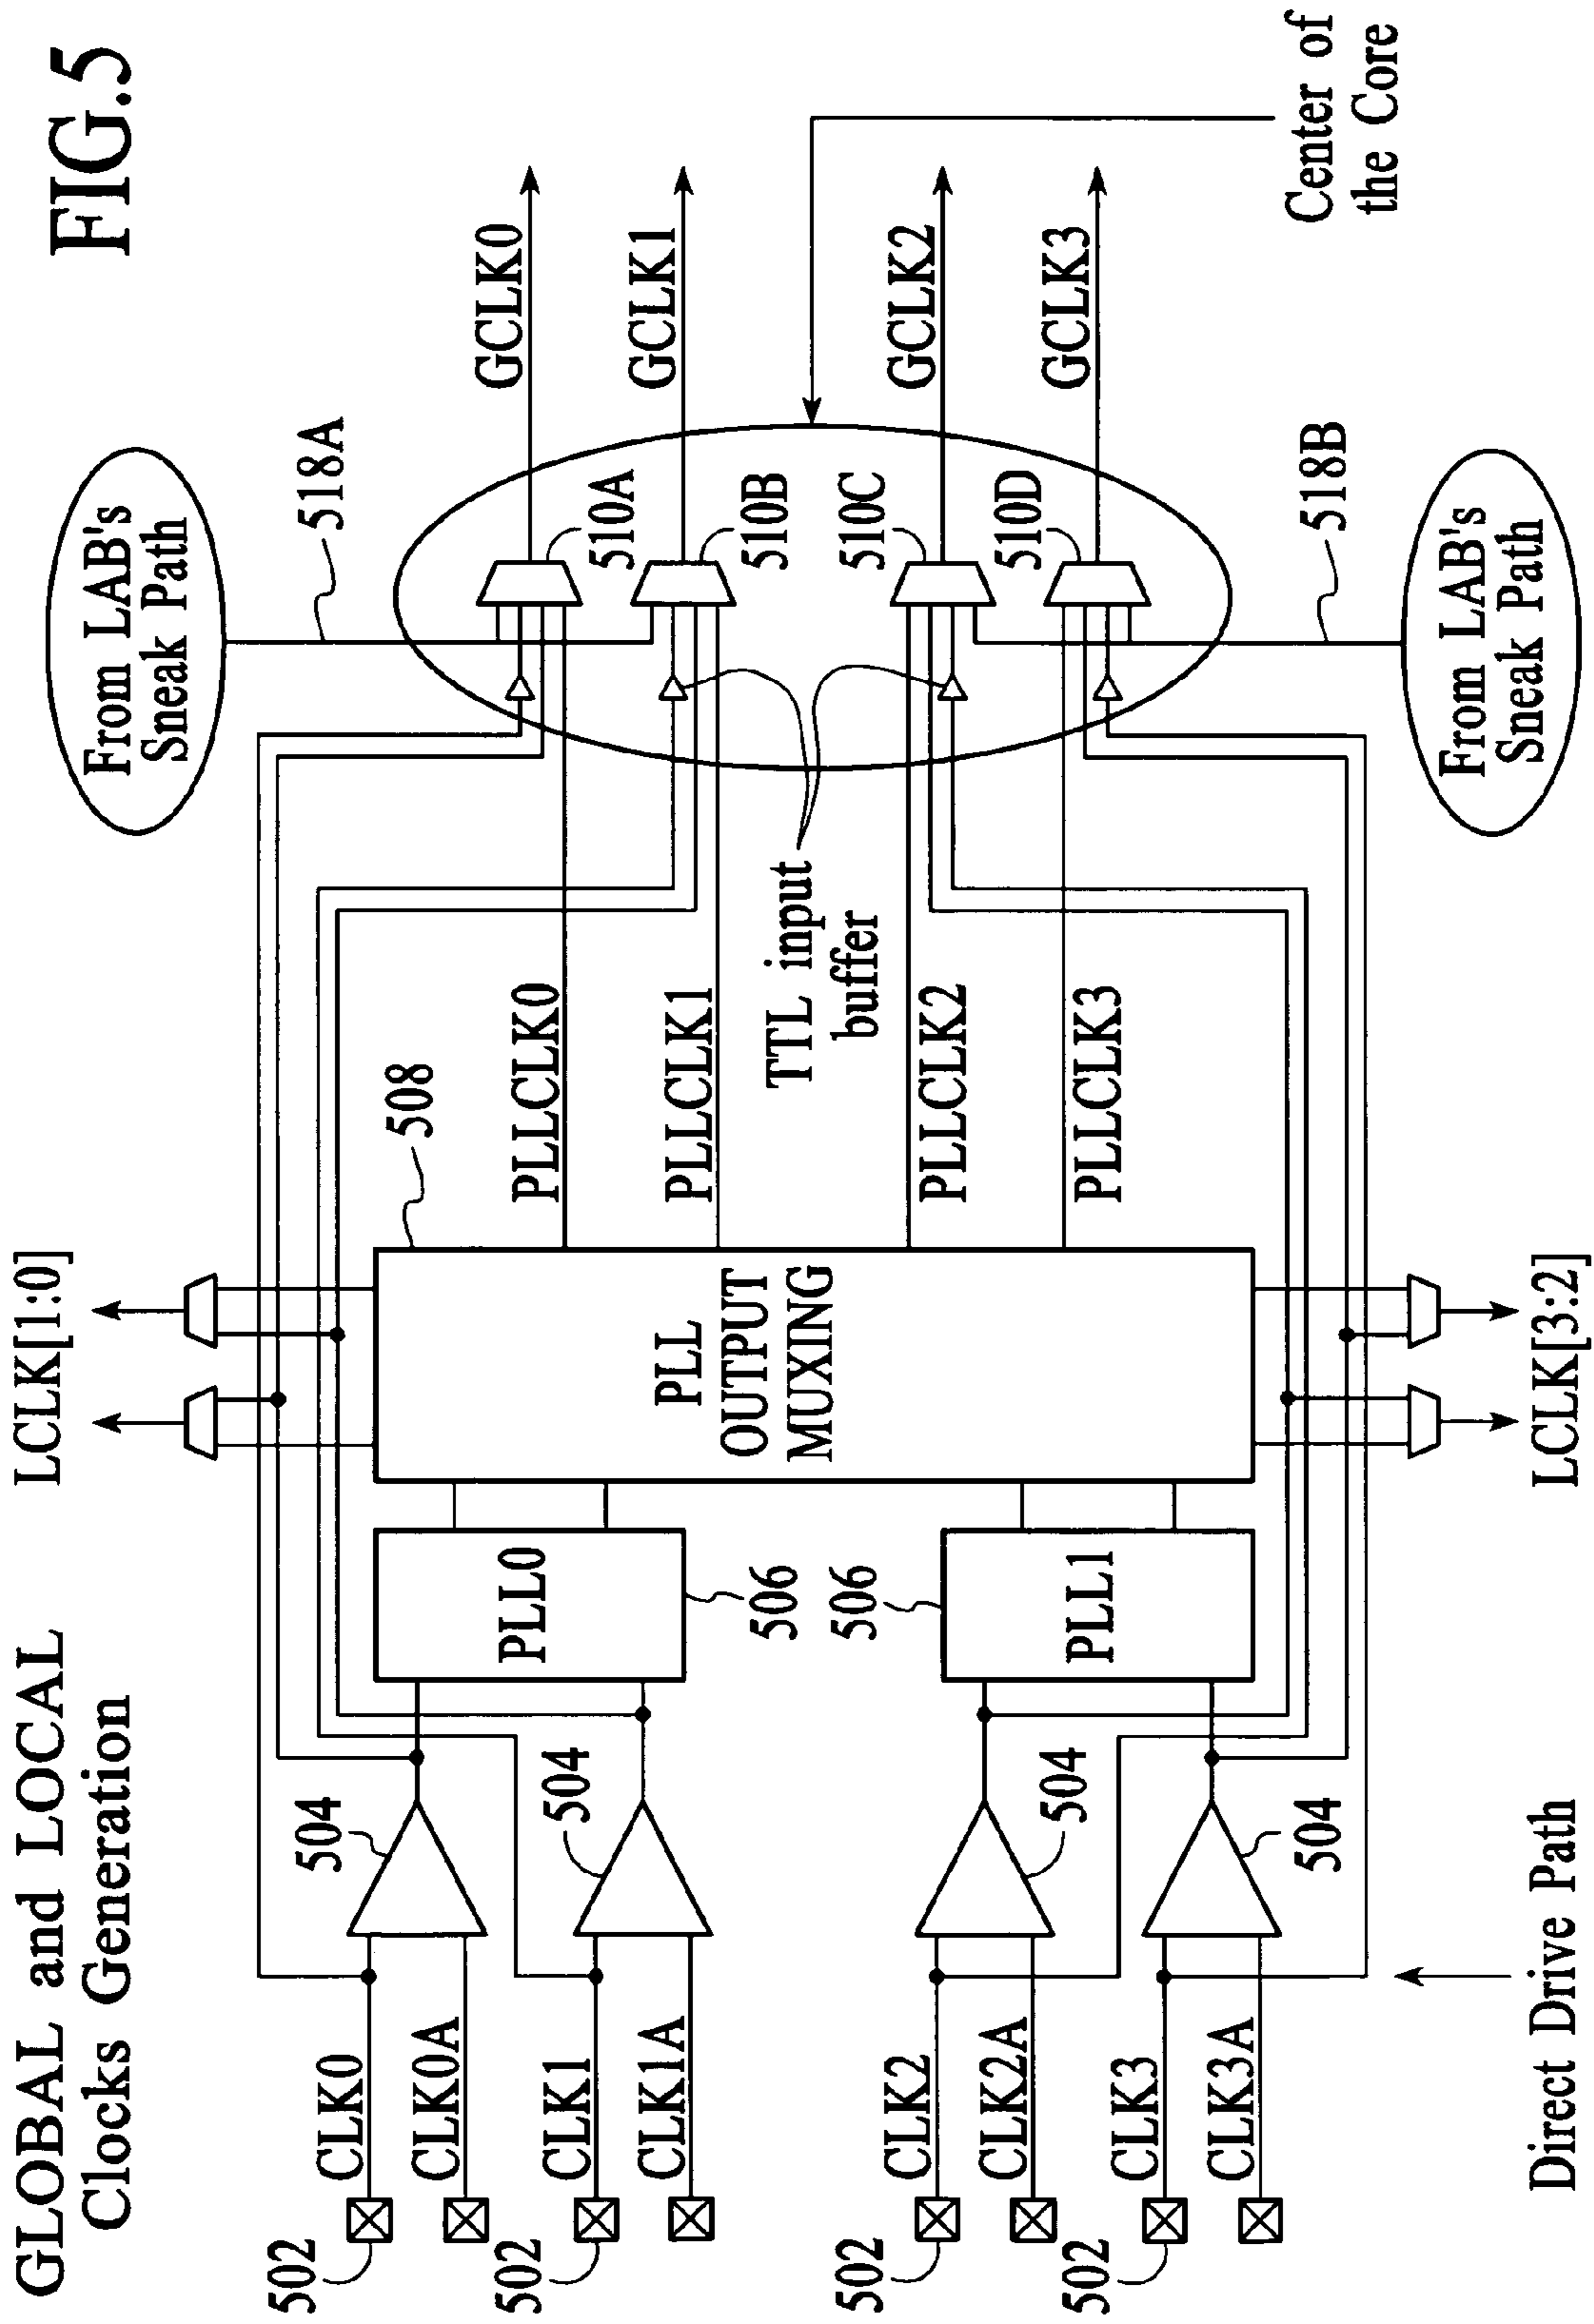 GLOBAL and LOCAL
Clocks Generation
FIG.5
LCLK[1:0]
From LAB's
Sneak Path
518A
502
CLK0
CLK0A
504
502
CLK1
CLK1A
504
PLL0
506
508
PLL
OUTPUT
MUXING
PLLCLK0
PLLCLK1
TTL input
buffer
PLLCLK2
PLLCLK3
510A
510B
510C
510D
GCLK0
GCLK1
GCLK2
GCLK3
502
CLK2
CLK2A
504
502
CLK3
CLK3A
504
506
PLL1
518B
Center of
the Core
Direct Drive Path
LCLK[3:2]
From LAB's
Sneak Path